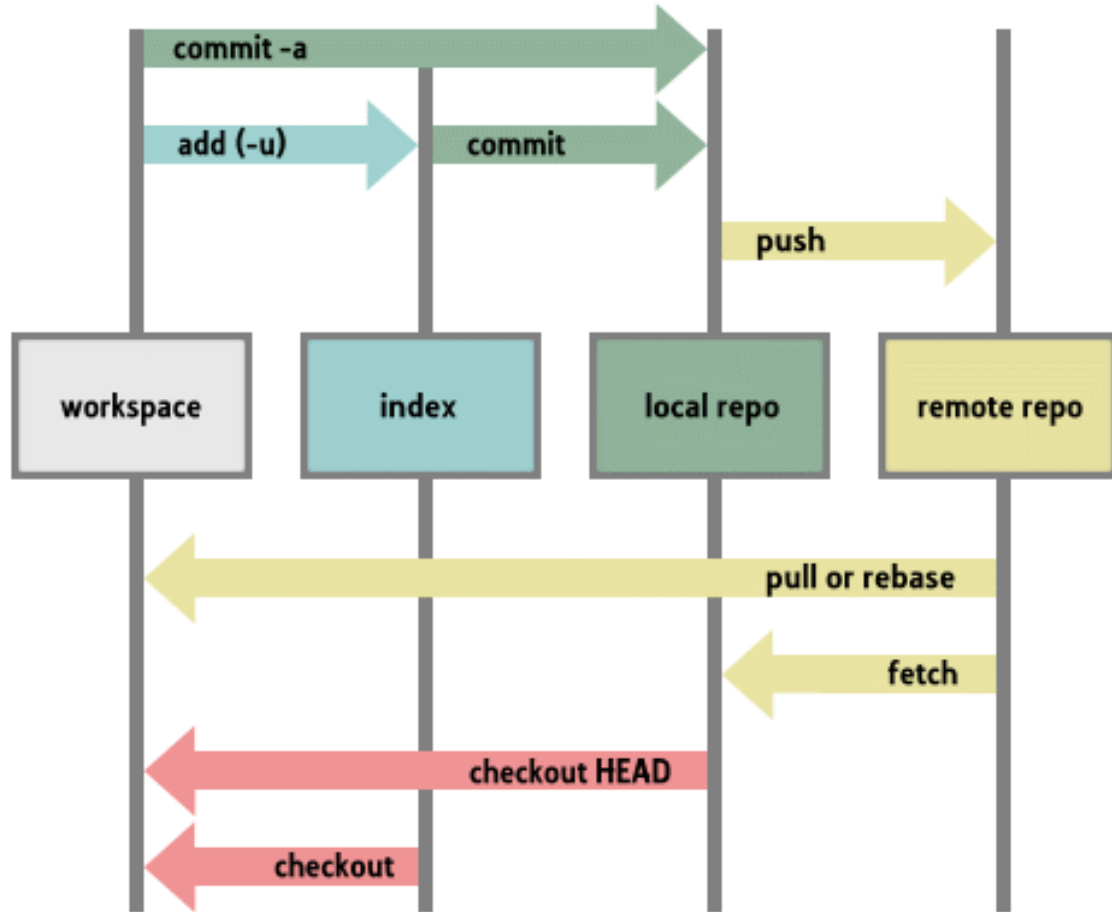 commit -a
add (-u)
commit
push
workspace
index
local repo
remote repo
pull or rebase
fetch
checkout HEAD
checkout